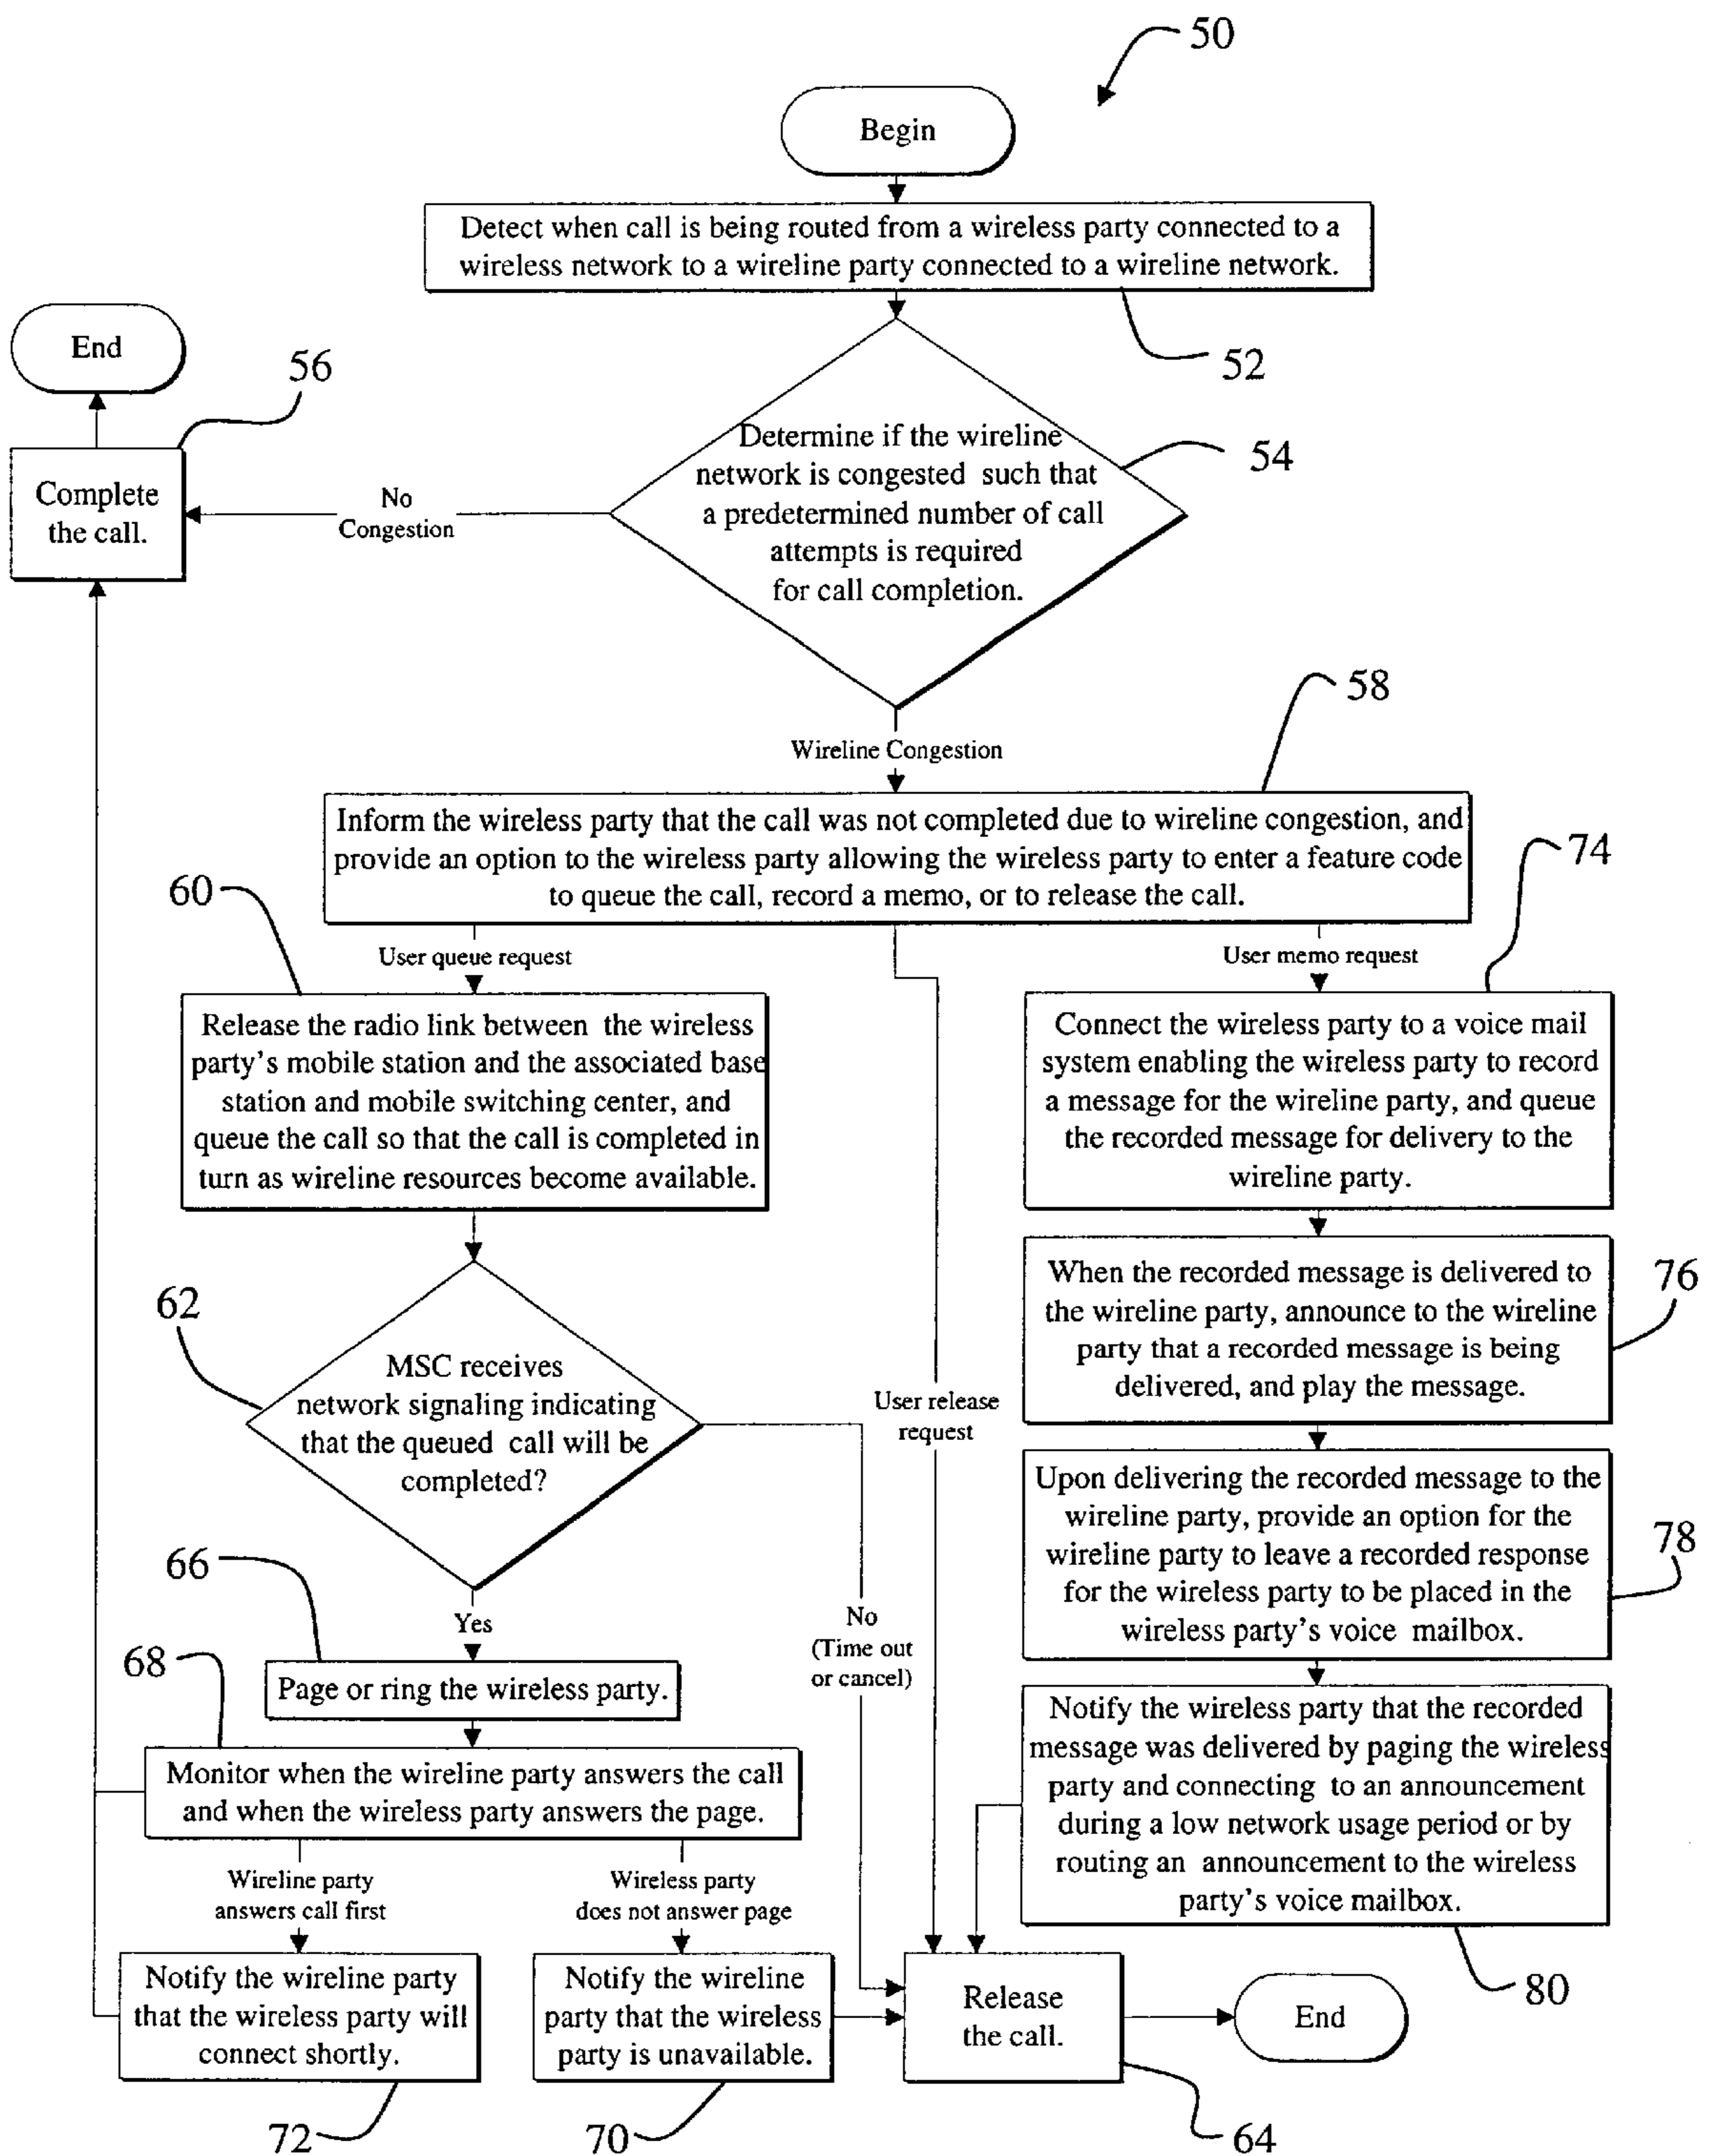 50
Begin
Detect when call is being routed from a wireless party connected to a
wireless network to a wireline party connected to a wireline network.
52
End
56
Complete
the call.
No
Congestion
Determine if the wireline
network is congested such that
a predetermined number of call
attempts is required
for call completion.
54
Wireline Congestion
58
Inform the wireless party that the call was not completed due to wireline congestion, and
provide an option to the wireless party allowing the wireless party to enter a feature code
to queue the call, record a memo, or to release the call.
60
User queue request
Release the radio link between the wireless
party's mobile station and the associated base
station and mobile switching center, and
queue the call so that the call is completed in
turn as wireline resources become available.
62
MSC receives
network signaling indicating
that the queued call will be
completed?
Yes
66
Page or ring the wireless party.
68
Monitor when the wireline party answers the call
and when the wireless party answers the page.
Wireline party
answers call first
Wireless party
does not answer page
Notify the wireline party
that the wireless party will
connect shortly.
72
Notify the wireline
party that the wireless
party is unavailable.
70
No
(Time out
or cancel)
User release
request
74
User memo request
Connect the wireless party to a voice mail
system enabling the wireless party to record
a message for the wireline party, and queue
the recorded message for delivery to the
wireline party.
When the recorded message is delivered to
the wireline party, announce to the wireline
party that a recorded message is being
delivered, and play the message.
76
Upon delivering the recorded message to the
wireline party, provide an option for the
wireline party to leave a recorded response
for the wireless party to be placed in the
wireless party's voice mailbox.
78
Notify the wireless party that the recorded
message was delivered by paging the wireless
party and connecting to an announcement
during a low network usage period or by
routing an announcement to the wireless
party's voice mailbox.
80
Release
the call.
64
End